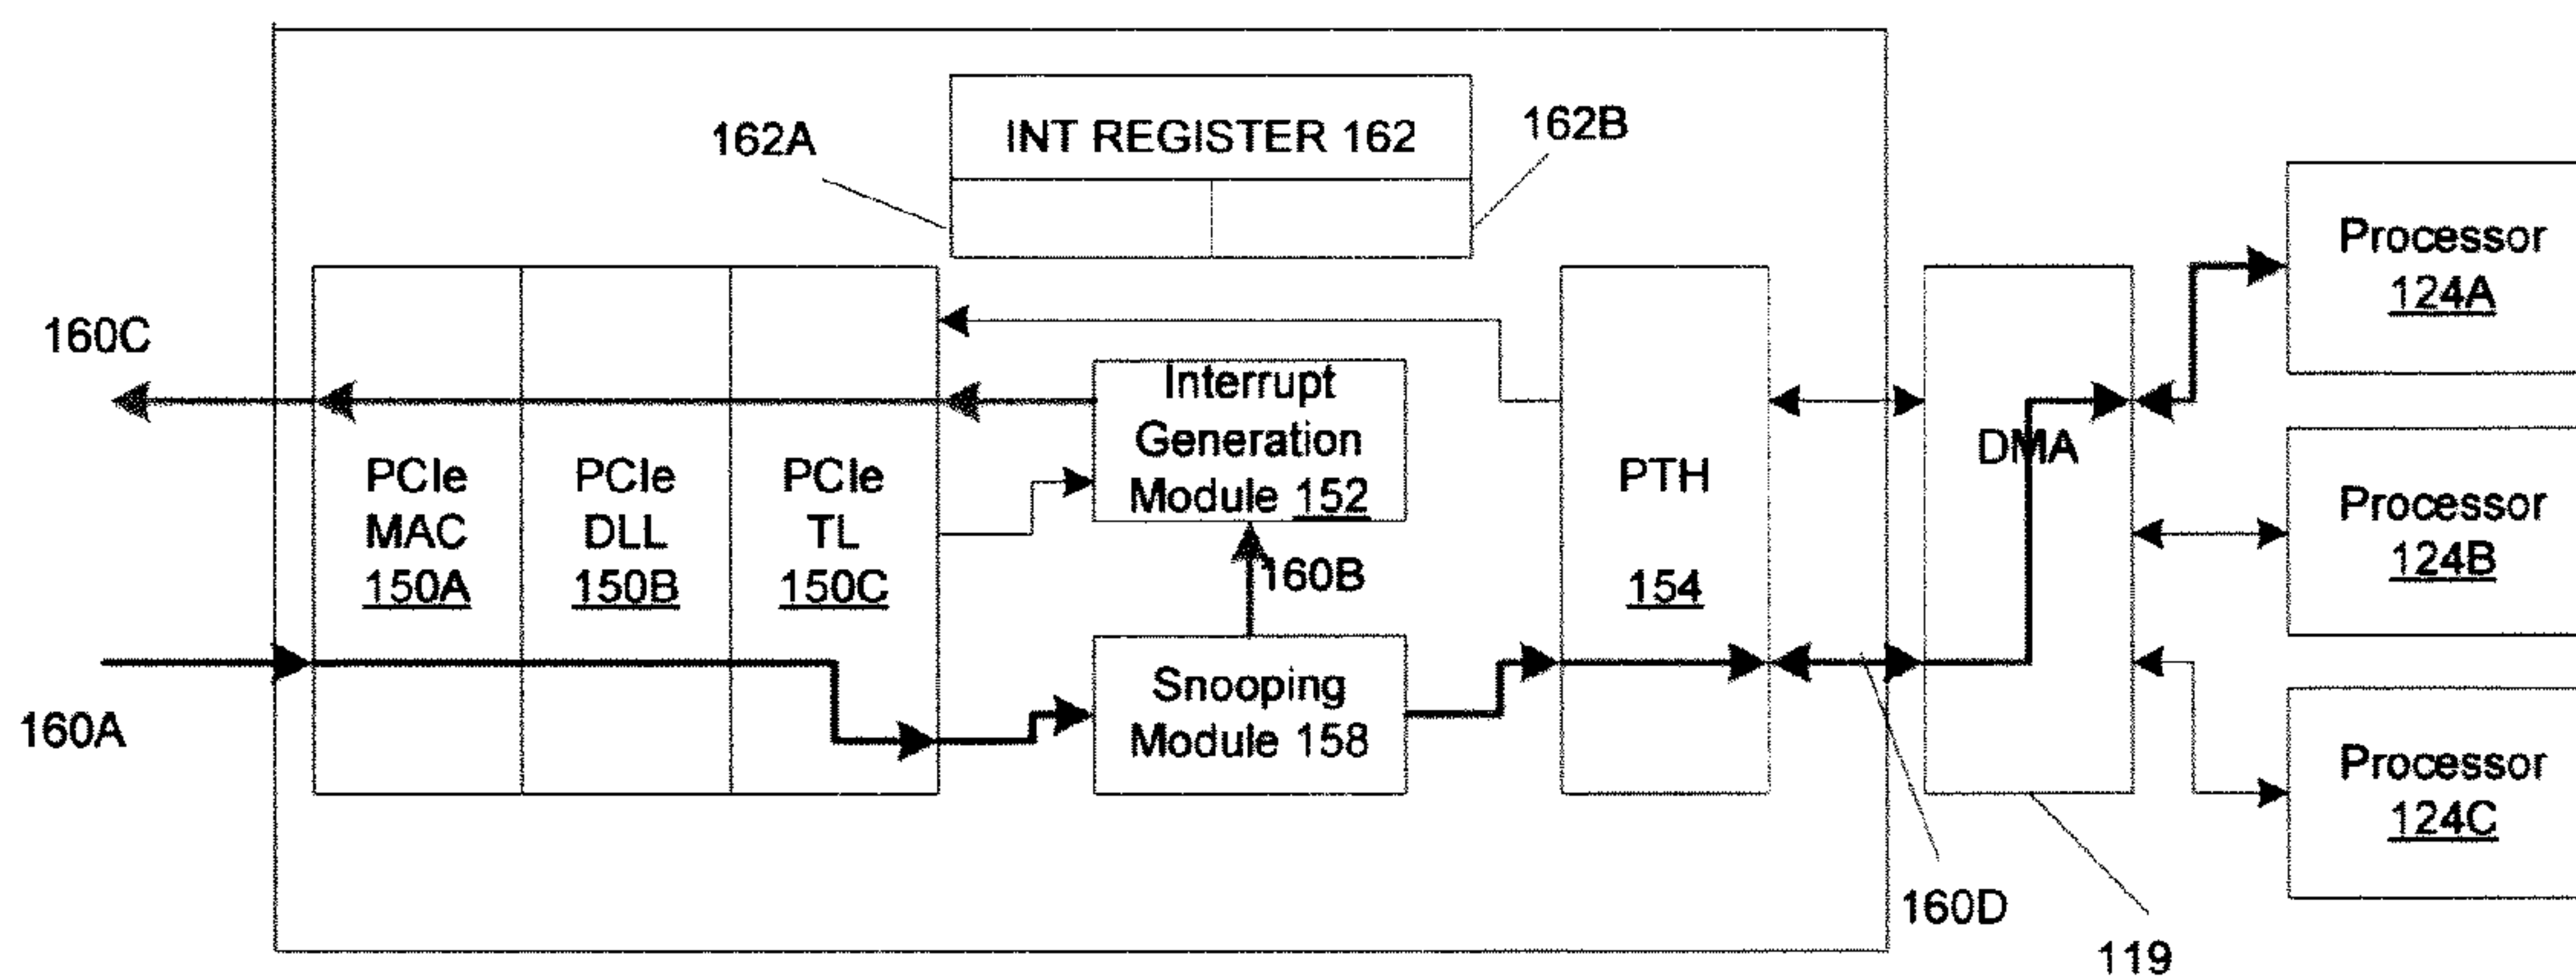 INT REGISTER 162
162A
162B
160C
160A
PCIe
MAC
150A
PCIe
DLL
150B
PCIe
TL
150C
Interrupt
Generation
Module 152
160B
Snooping
Module 158
PTH
154
160D
DMA
119
Processor
124A
Processor
124B
Processor
124C